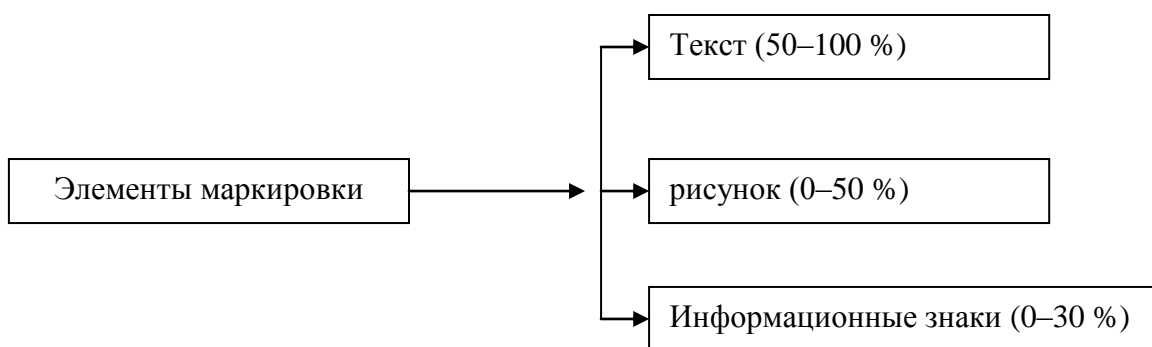 Текст (50–100 %)
Элементы маркировки
рисунок (0–50 %)
Информационные знаки (0–30 %)